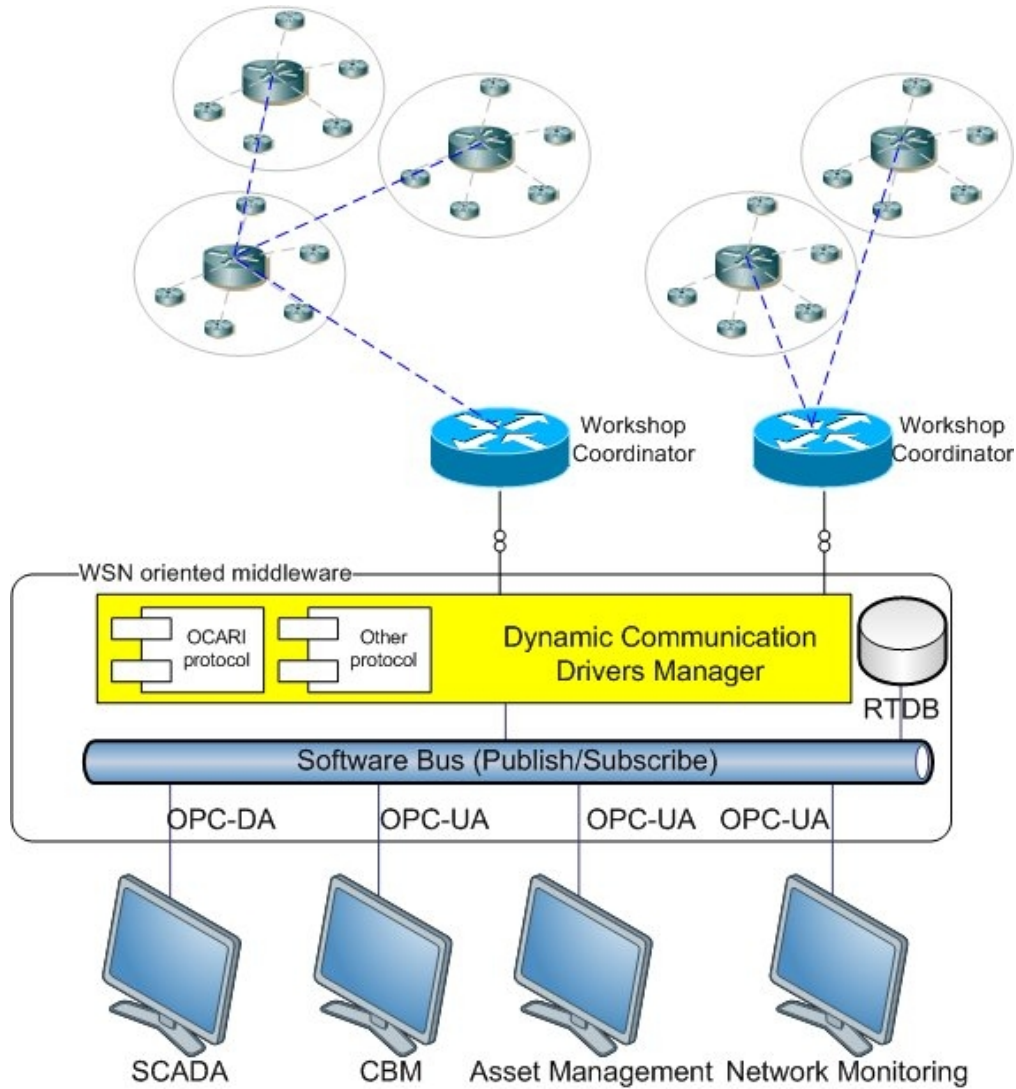 Workshop
Coordinator
Workshop
Coordinator
WSN oriented middleware
OCARI
protocol
Other
protocol
Dynamic Communication
Drivers Manager
RTDB
Software Bus (Publish/Subscribe)
OPC-DA
OPC-UA
OPC-UA
OPC-UA
SCADA
CBM
Asset Management
Network Monitoring